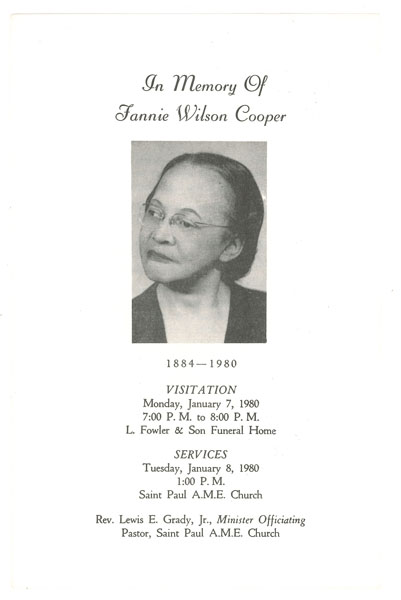 In Memory Of
Fannie Wilson Cooper
1884—1980
VISITATION
Monday, January 7, 1980
7:00 P. M. to 8:00 P. M.
L. Fowler & Son Funeral Home
SERVICES
Tuesday, January 8, 1980
1:00 P. M.
Saint Paul A.M.E. Church
Rev. Lewis E. Grady, Jr., Minister Officiating
Pastor, Saint Paul A.M.E. Church